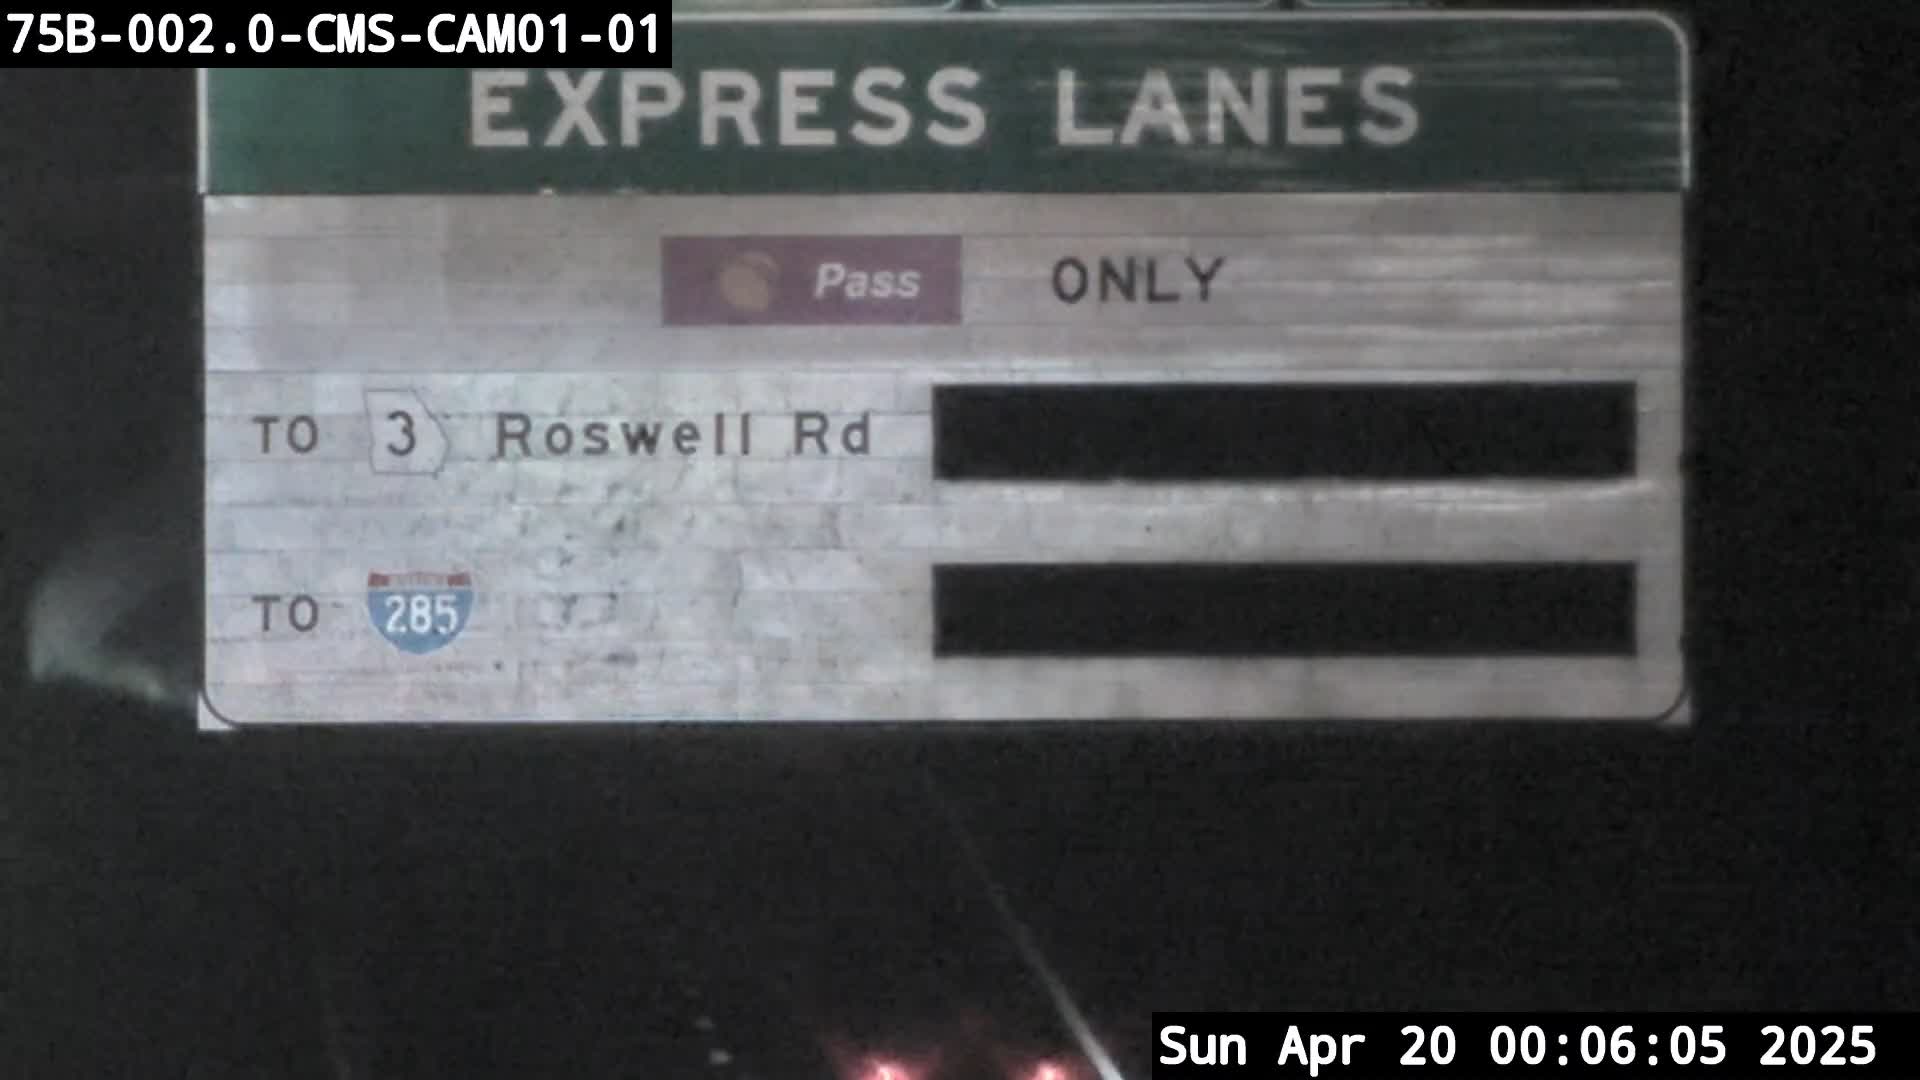 75B-002.0-CMS-CAM01-01
EXPRESS LANES
Pass ONLY
TO 3 Roswell Rd
TO 285
Sun Apr 20 00:06:05 2025